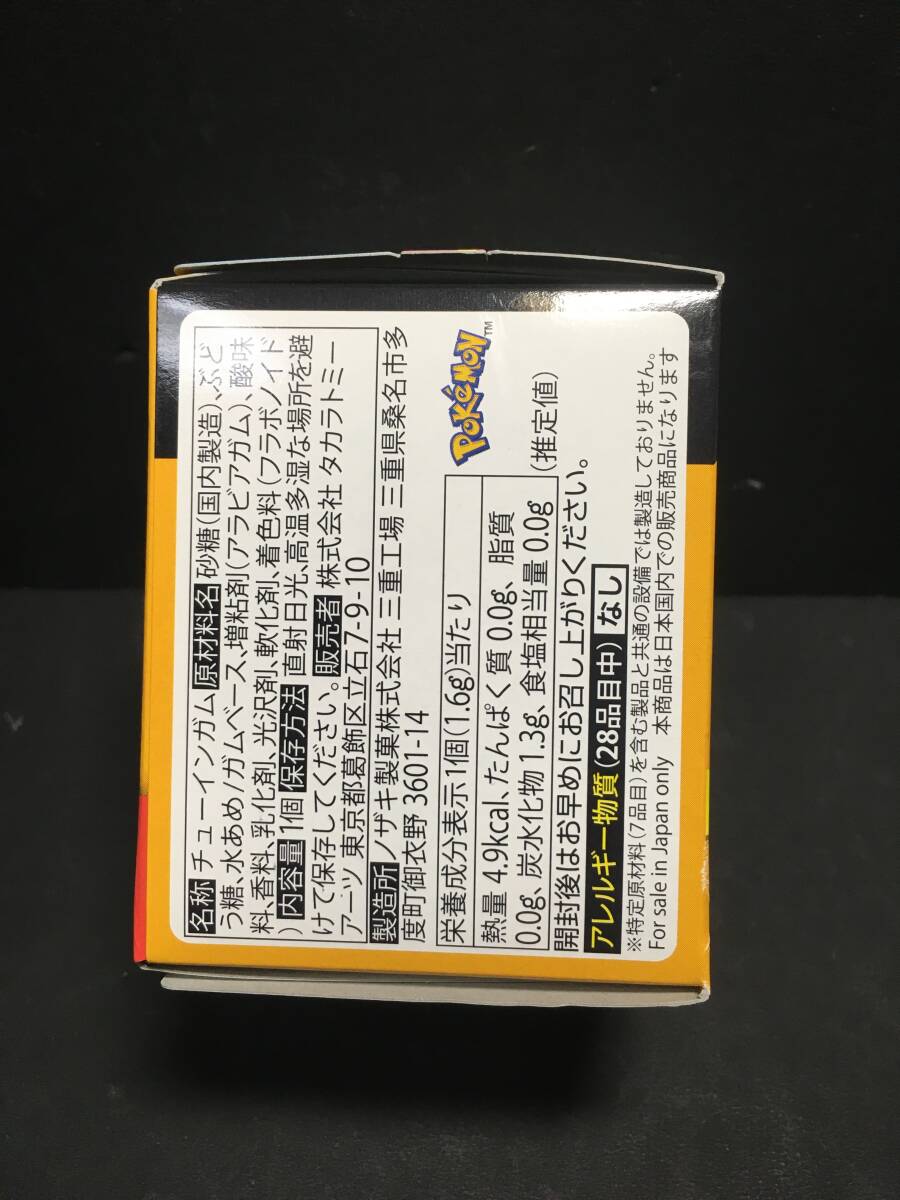 名称 チューインガム 原材料名 砂糖(国内製造)、ぶど
う糖、水あめ/ガムベース、増粘剤(アラビアガム)、酸味
料、香料、乳化剤、光沢剤、軟化剤、着色料(フラボノイド
) 内容量 1個 保存方法 直射日光、高温多湿な場所を避
けて保存してください。 販売者 株式会社 タカラトミー
アーツ 東京都葛飾区立石7-9-10
製造所 ノザキ製菓株式会社 三重工場 三重県桑名市多
度町御衣野 3601-14
栄養成分表示 1個(1.6g)当たり
熱量 4.9kcal、たんぱく質 0.0g、脂質
0.0g、炭水化物 1.3g、食塩相当量 0.0g
(推定値)
POKéMON™
開封後はお早めにお召し上がりください。
アレルギー物質(28品目中) なし
※特定原材料(7品目)を含む製品と共通の設備では製造しておりません。
For sale in Japan only 本商品は日本国内での販売商品になります